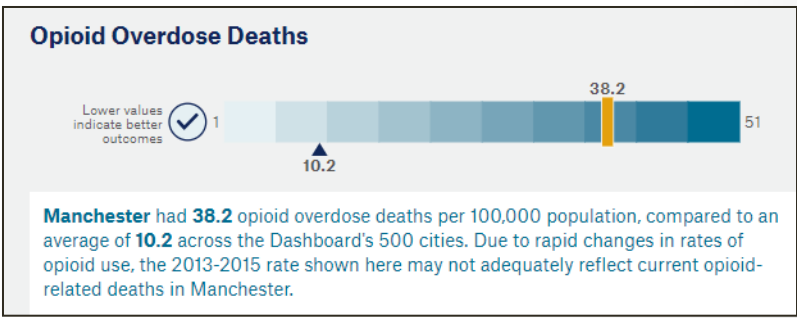 Opioid Overdose Deaths
38.2
Lower values
indicate better
outcomes
1
51
10.2
Manchester had 38.2 opioid overdose deaths per 100,000 population, compared to an
average of 10.2 across the Dashboard's 500 cities. Due to rapid changes in rates of
opioid use, the 2013-2015 rate shown here may not adequately reflect current opioid-
related deaths in Manchester.